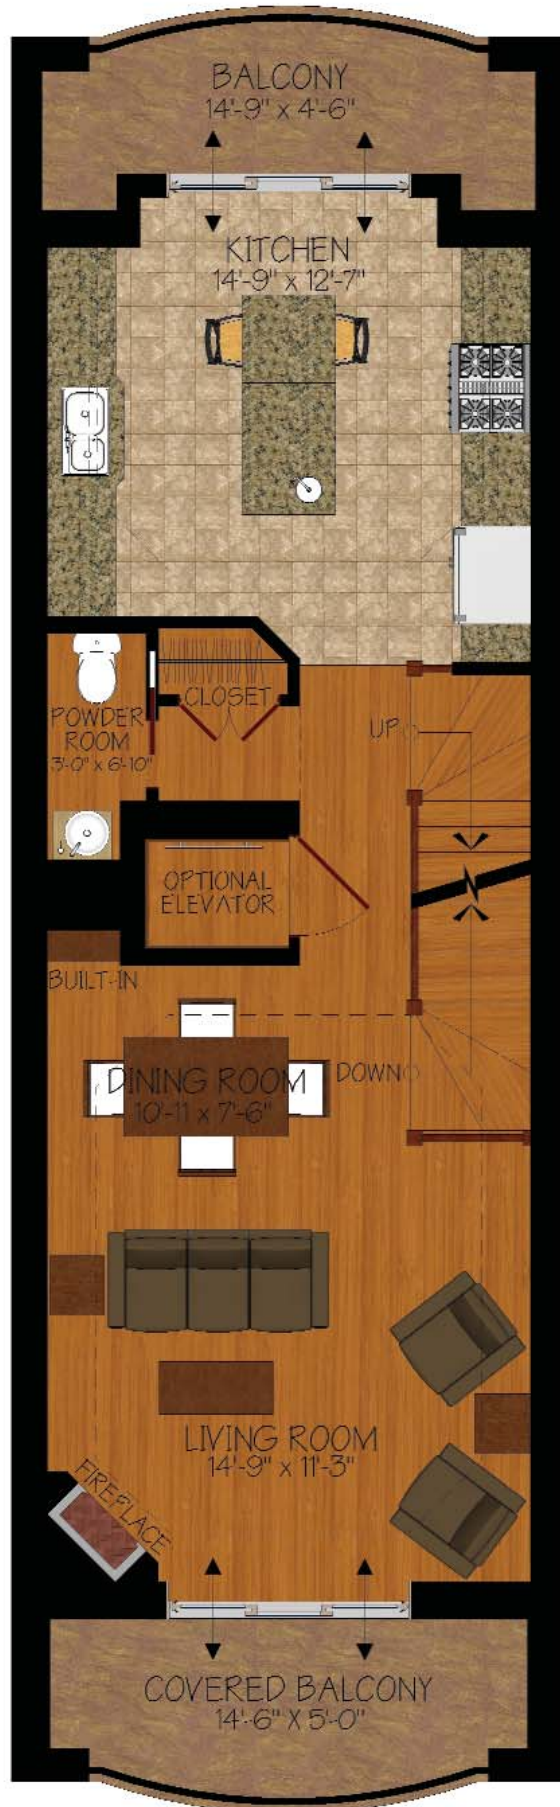 BALCONY
14'-9" x 4'-6"
KITCHEN
14'-9" x 12'-7"
CLOSET
POWDER
ROOM
3'-0" x 6'-10"
UP
OPTIONAL
ELEVATOR
BUILT-IN
DINING ROOM
10'-11 x 7'-6"
DOWN
LIVING ROOM
14'-9" x 11'-3"
FIREPLACE
COVERED BALCONY
14'-6" X 5'-0"